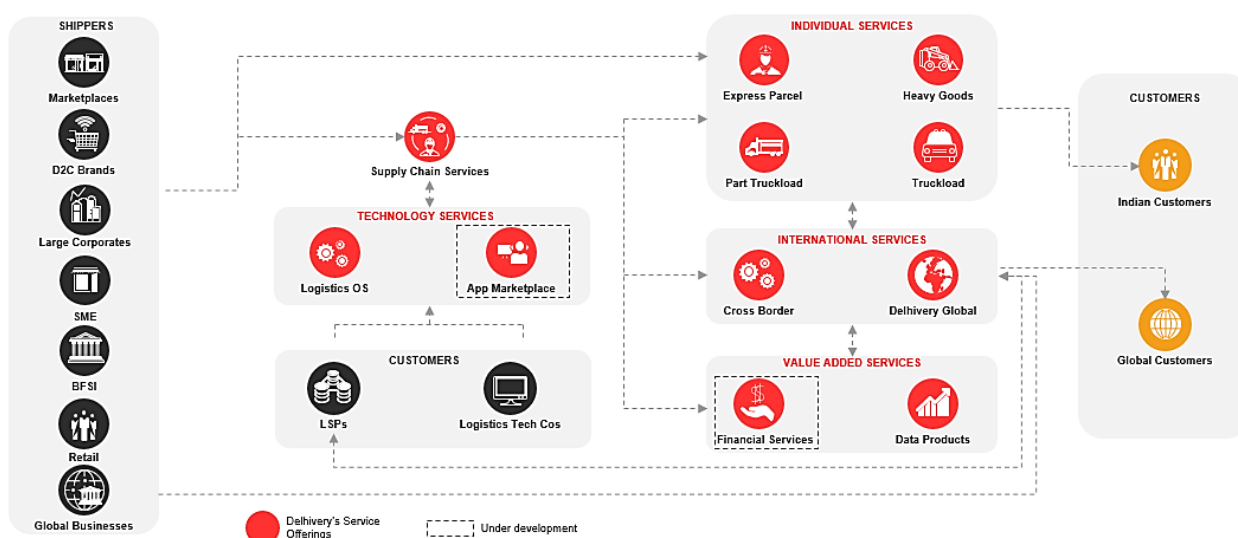 SHIPPERS
Marketplaces
D2C Brands
Large Corporates
SME
BFSI
Retail
Global Businesses
Supply Chain Services
TECHNOLOGY SERVICES
Logistics OS
App Marketplace
CUSTOMERS
LSPs
Logistics Tech Cos
INDIVIDUAL SERVICES
Express Parcel
Heavy Goods
Part Truckload
Truckload
INTERNATIONAL SERVICES
Cross Border
Delhivery Global
VALUE ADDED SERVICES
Financial Services
Data Products
CUSTOMERS
Indian Customers
Global Customers
Delhivery's Service
Offerings
Under development